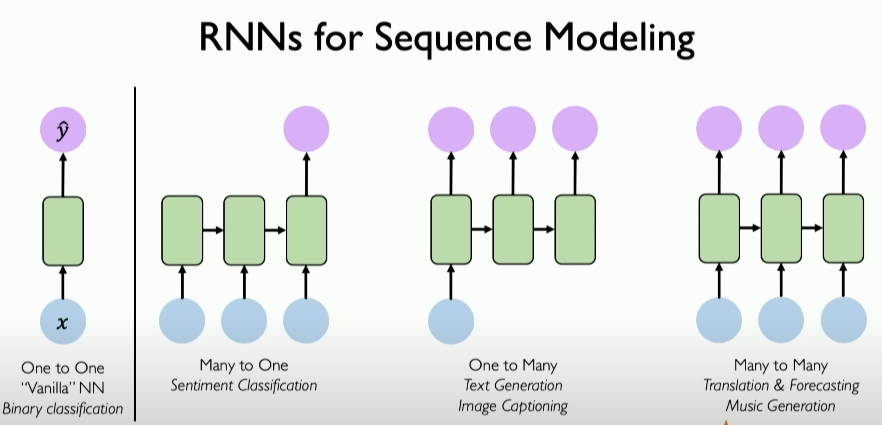 RNNs for Sequence Modeling
ŷ
x
One to One
"Vanilla" NN
Binary classification
Many to One
Sentiment Classification
One to Many
Text Generation
Image Captioning
Many to Many
Translation & Forecasting
Music Generation